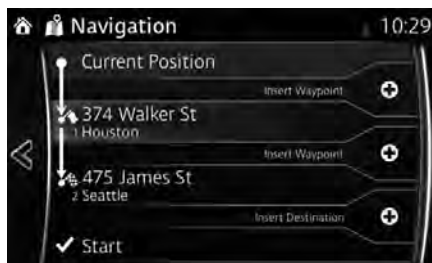 Navigation 10:29
Current Position
Insert Waypoint
374 Walker St
1 Houston
Insert Waypoint
475 James St
2 Seattle
Insert Destination
Start